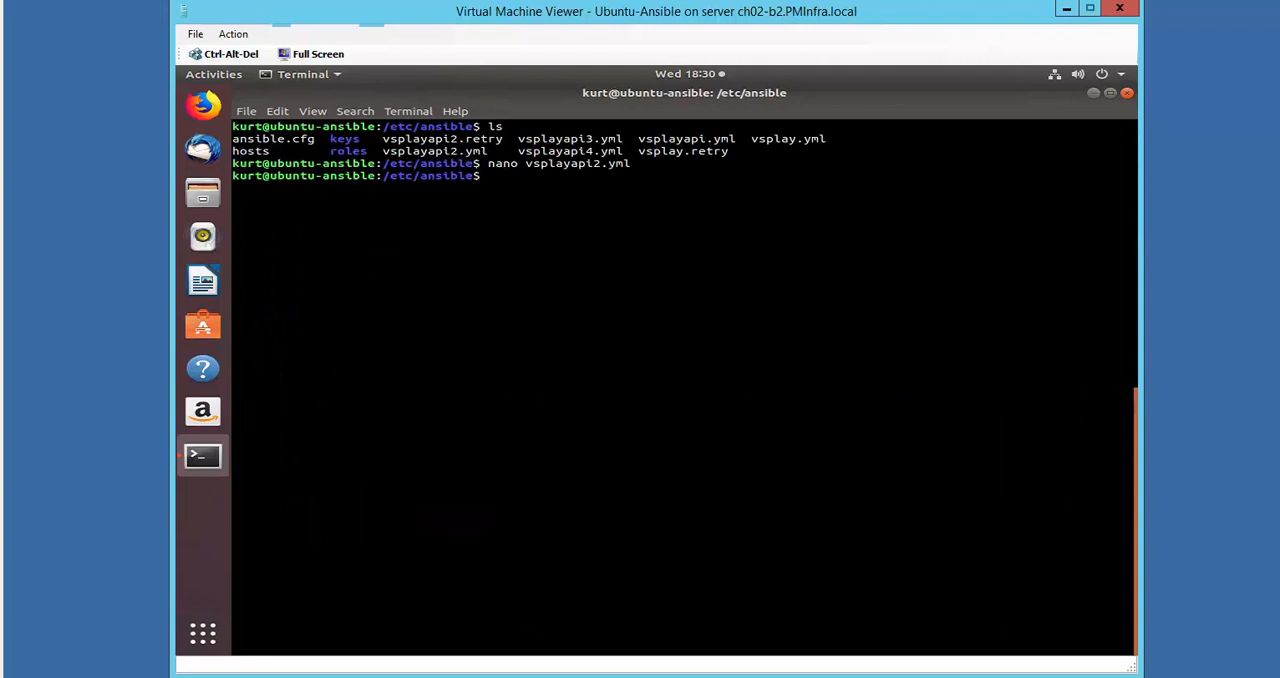 Virtual Machine Viewer - Ubuntu-Ansible on server ch02-b2.PMInfra.local
File Action
Ctrl-Alt-Del Full Screen
Activities Terminal Wed 18:30
kurt@ubuntu-ansible: /etc/ansible
File Edit View Search Terminal Help
kurt@ubuntu-ansible:/etc/ansible$ ls
ansible.cfg keys vsplayapi2.retry vsplayapi3.yml vsplayapi.yml vsplay.yml
hosts roles vsplayapi2.yml vsplayapi4.yml vsplay.retry
kurt@ubuntu-ansible:/etc/ansible$ nano vsplayapi2.yml
kurt@ubuntu-ansible:/etc/ansible$